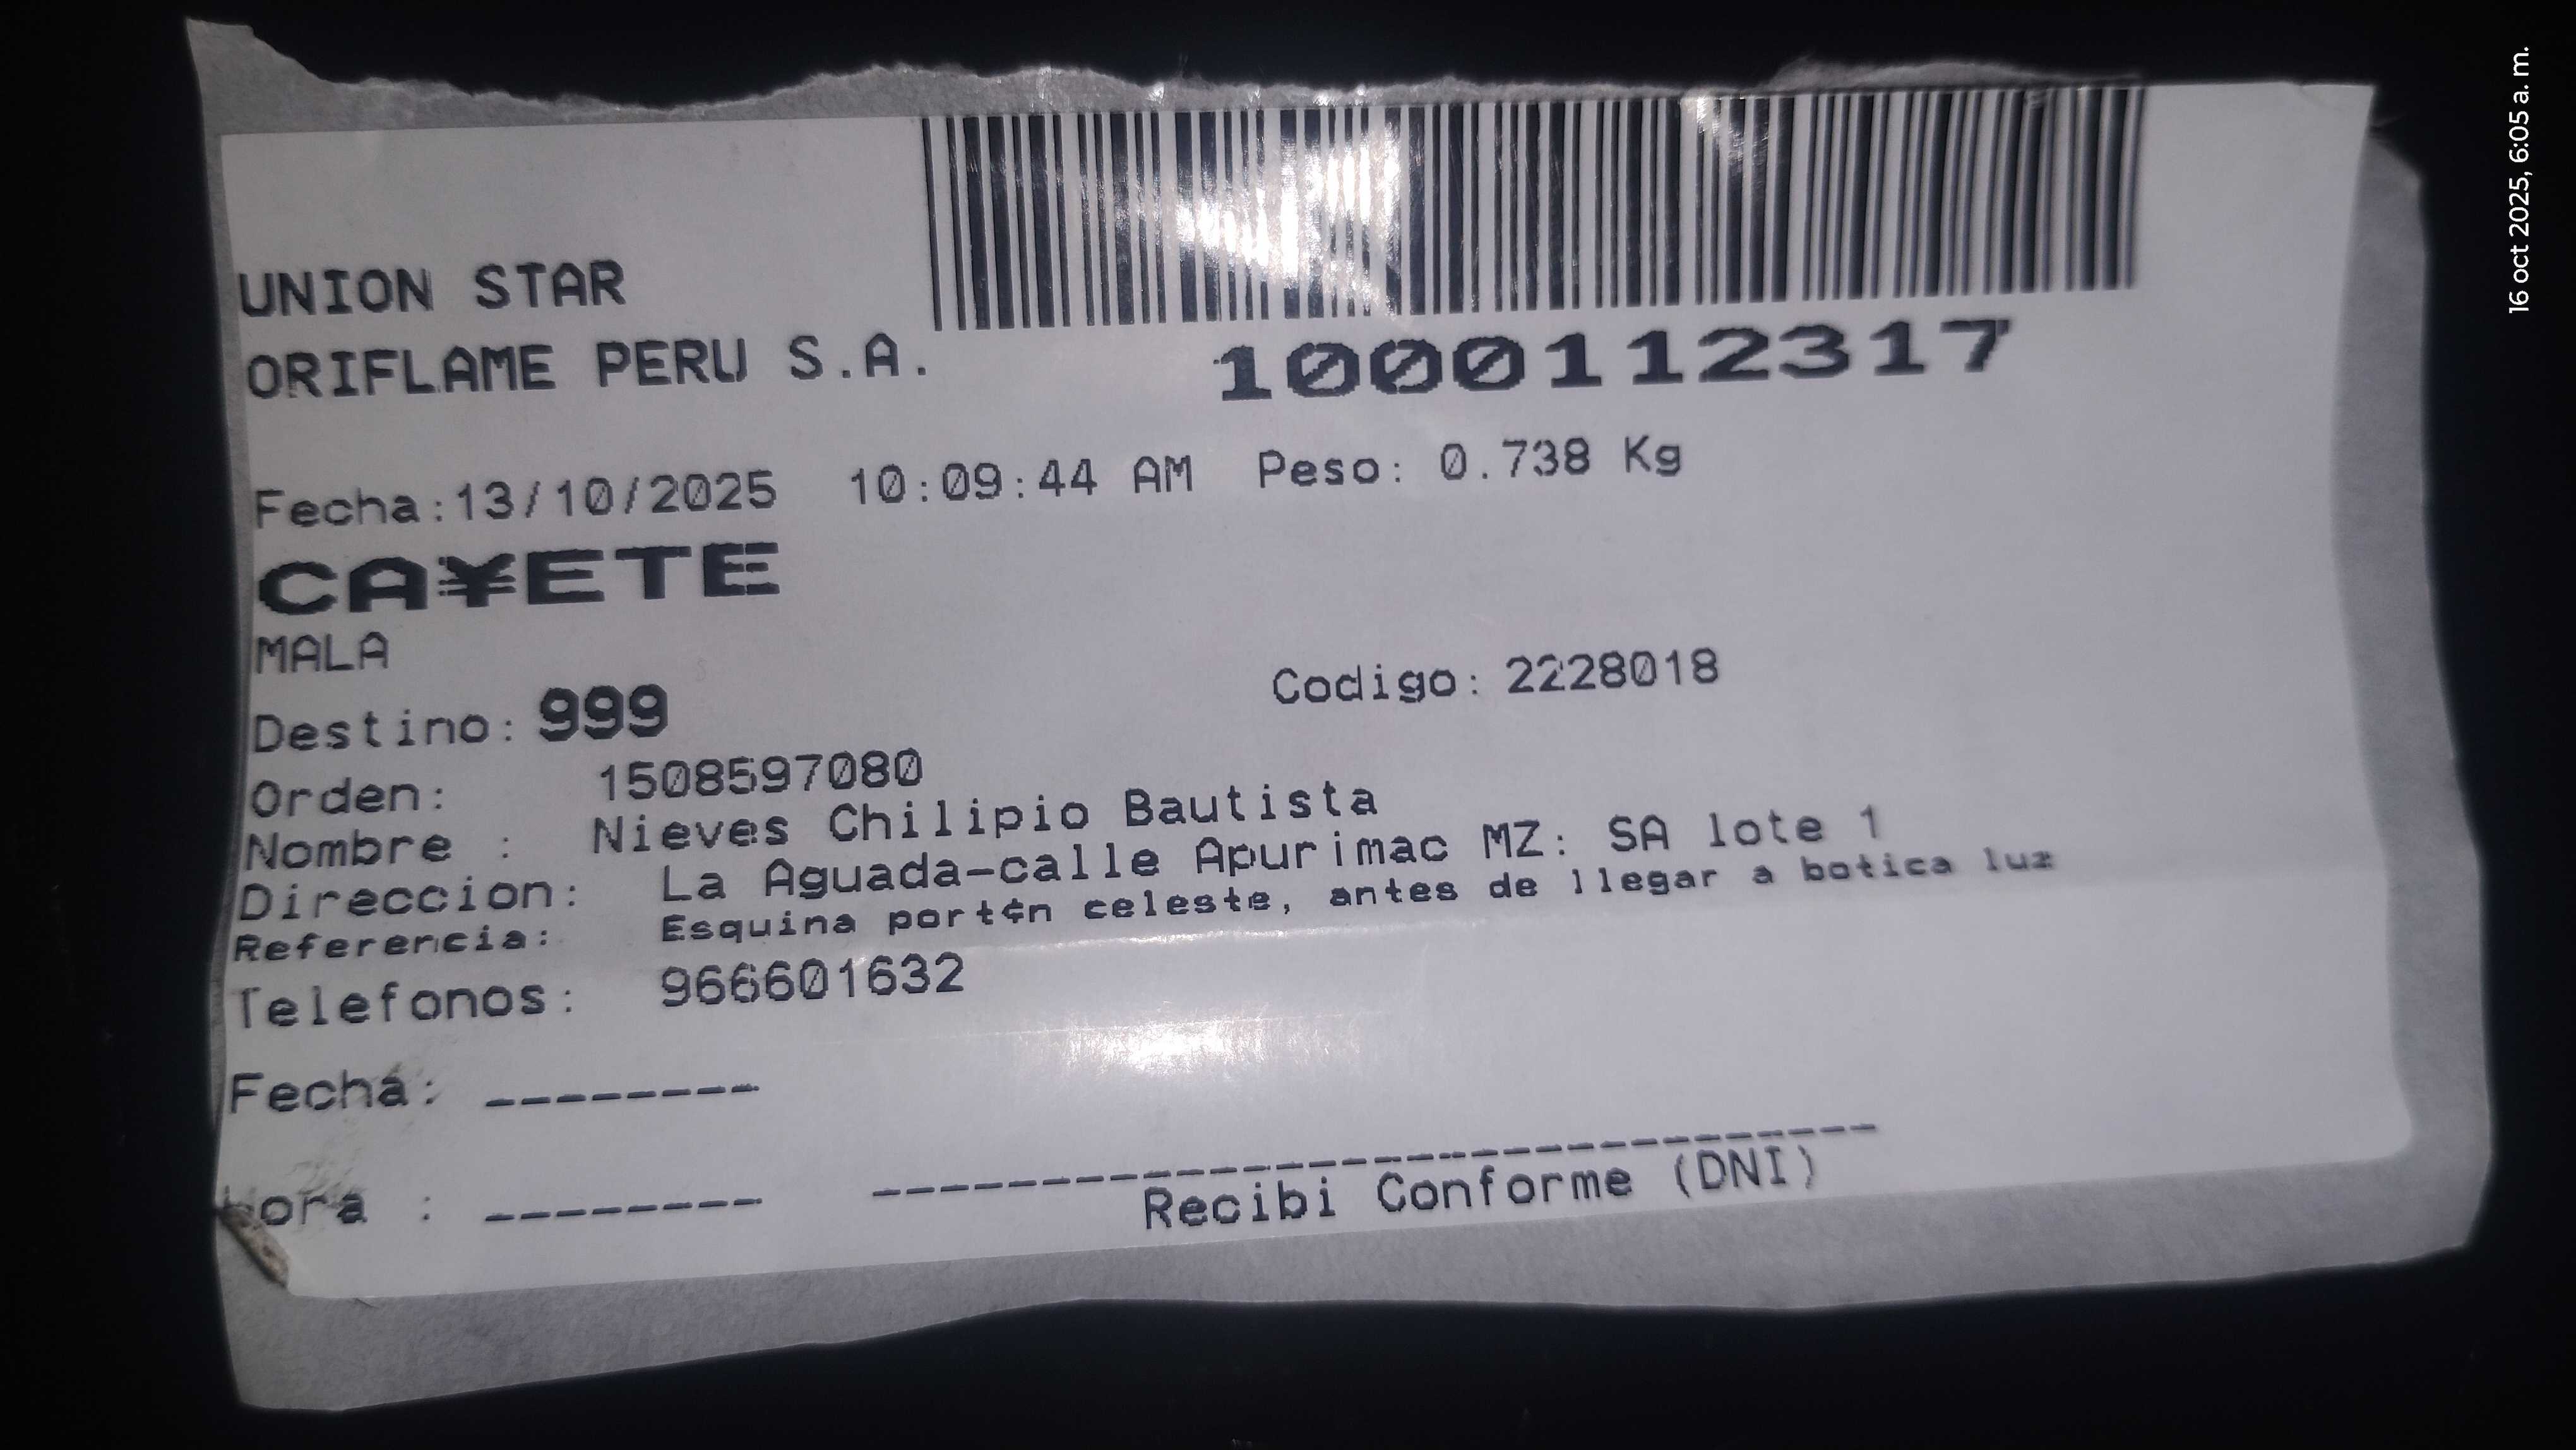 UNION STAR
ORIFLAME PERU S.A.
1000112317
Fecha:13/10/2025 10:09:44 AM Peso: 0.738 Kg
CA¥ETE
MALA
Destino: 999 Codigo: 2228018
Orden: 1508597080
Nombre : Nieves Chilipio Bautista
Direccion: La Aguada-calle Apurimac MZ: SA lote 1
Referencia: Esquina port¢n celeste, antes de llegar a botica luz
Telefonos: 966601632
Fecha: --------
Hora : --------
Recibi Conforme (DNI)
16 oct 2025, 6:05 a. m.